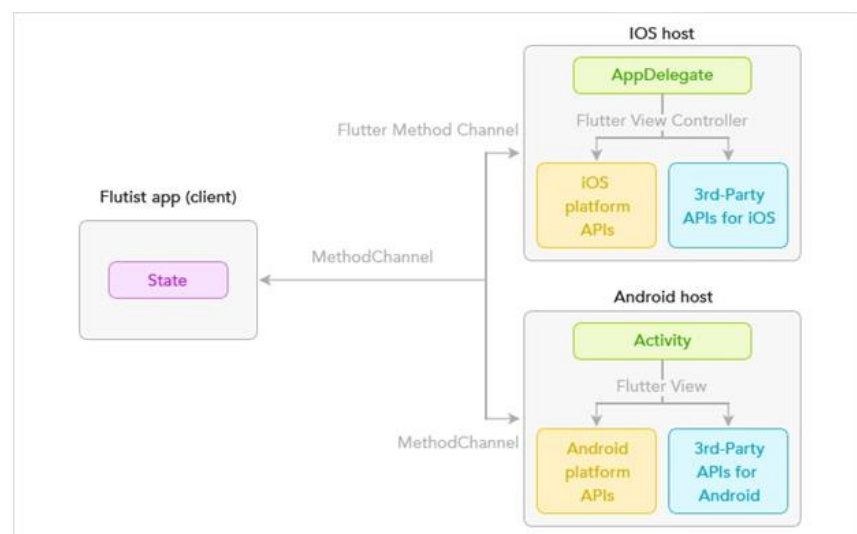 IOS host
AppDelegate
Flutter Method Channel
Flutter View Controller
iOS
platform
APIs
3rd-Party
APIs for iOS
Flutist app (client)
MethodChannel
State
Android host
Activity
Flutter View
MethodChannel
Android
platform
APIs
3rd-Party
APIs for
Android